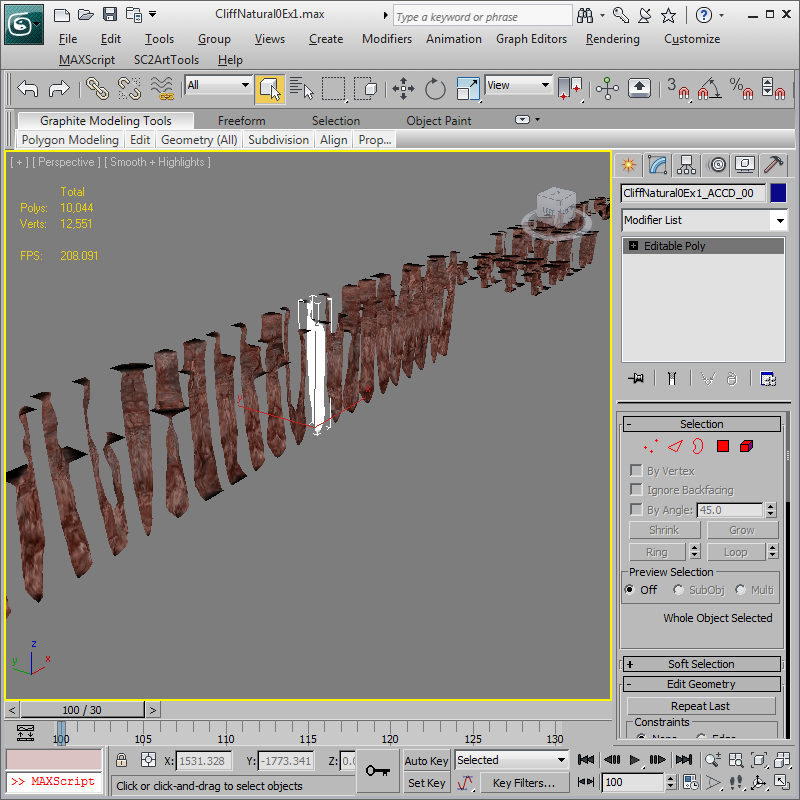 CliffNatural0Ex1.max
Type a keyword or phrase
File Edit Tools Group Views Create Modifiers Animation Graph Editors Rendering Customize
MAXScript SC2ArtTools Help
All
View
3
%
Graphite Modeling Tools Freeform Selection Object Paint
Polygon Modeling Edit Geometry (All) Subdivision Align Prop...
[ + ] [ Perspective ] [ Smooth + Highlights ]
Total
Polys: 10,044
Verts: 12,551
FPS: 208.091
CliffNatural0Ex1_ACCD_00
Modifier List
Editable Poly
- Selection
By Vertex
Ignore Backfacing
By Angle: 45.0
Shrink Grow
Ring Loop
Preview Selection
Off SubObj Multi
Whole Object Selected
+ Soft Selection
- Edit Geometry
Repeat Last
Constraints
None Edge
z
y x
< 100 / 30 >
100 105 110 115 120 125 130
X: 1531.328 Y: -1773.341 Z: 0.0
Auto Key Selected
>> MAXScript
Click or click-and-drag to select objects
Set Key Key Filters... 100